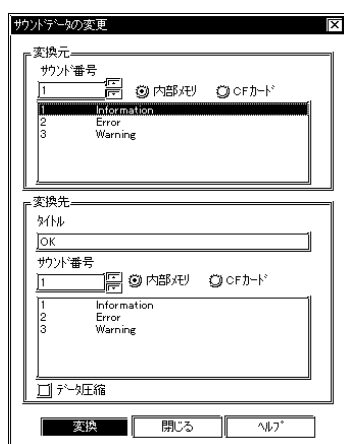 サウンドデータの変更
変換元
サウンド番号
1 内部メモリ CFカード
1 Information
2 Error
3 Warning
変換先
タイトル
OK
サウンド番号
1 内部メモリ CFカード
1 Information
2 Error
3 Warning
データ圧縮
変換 閉じる ヘルプ